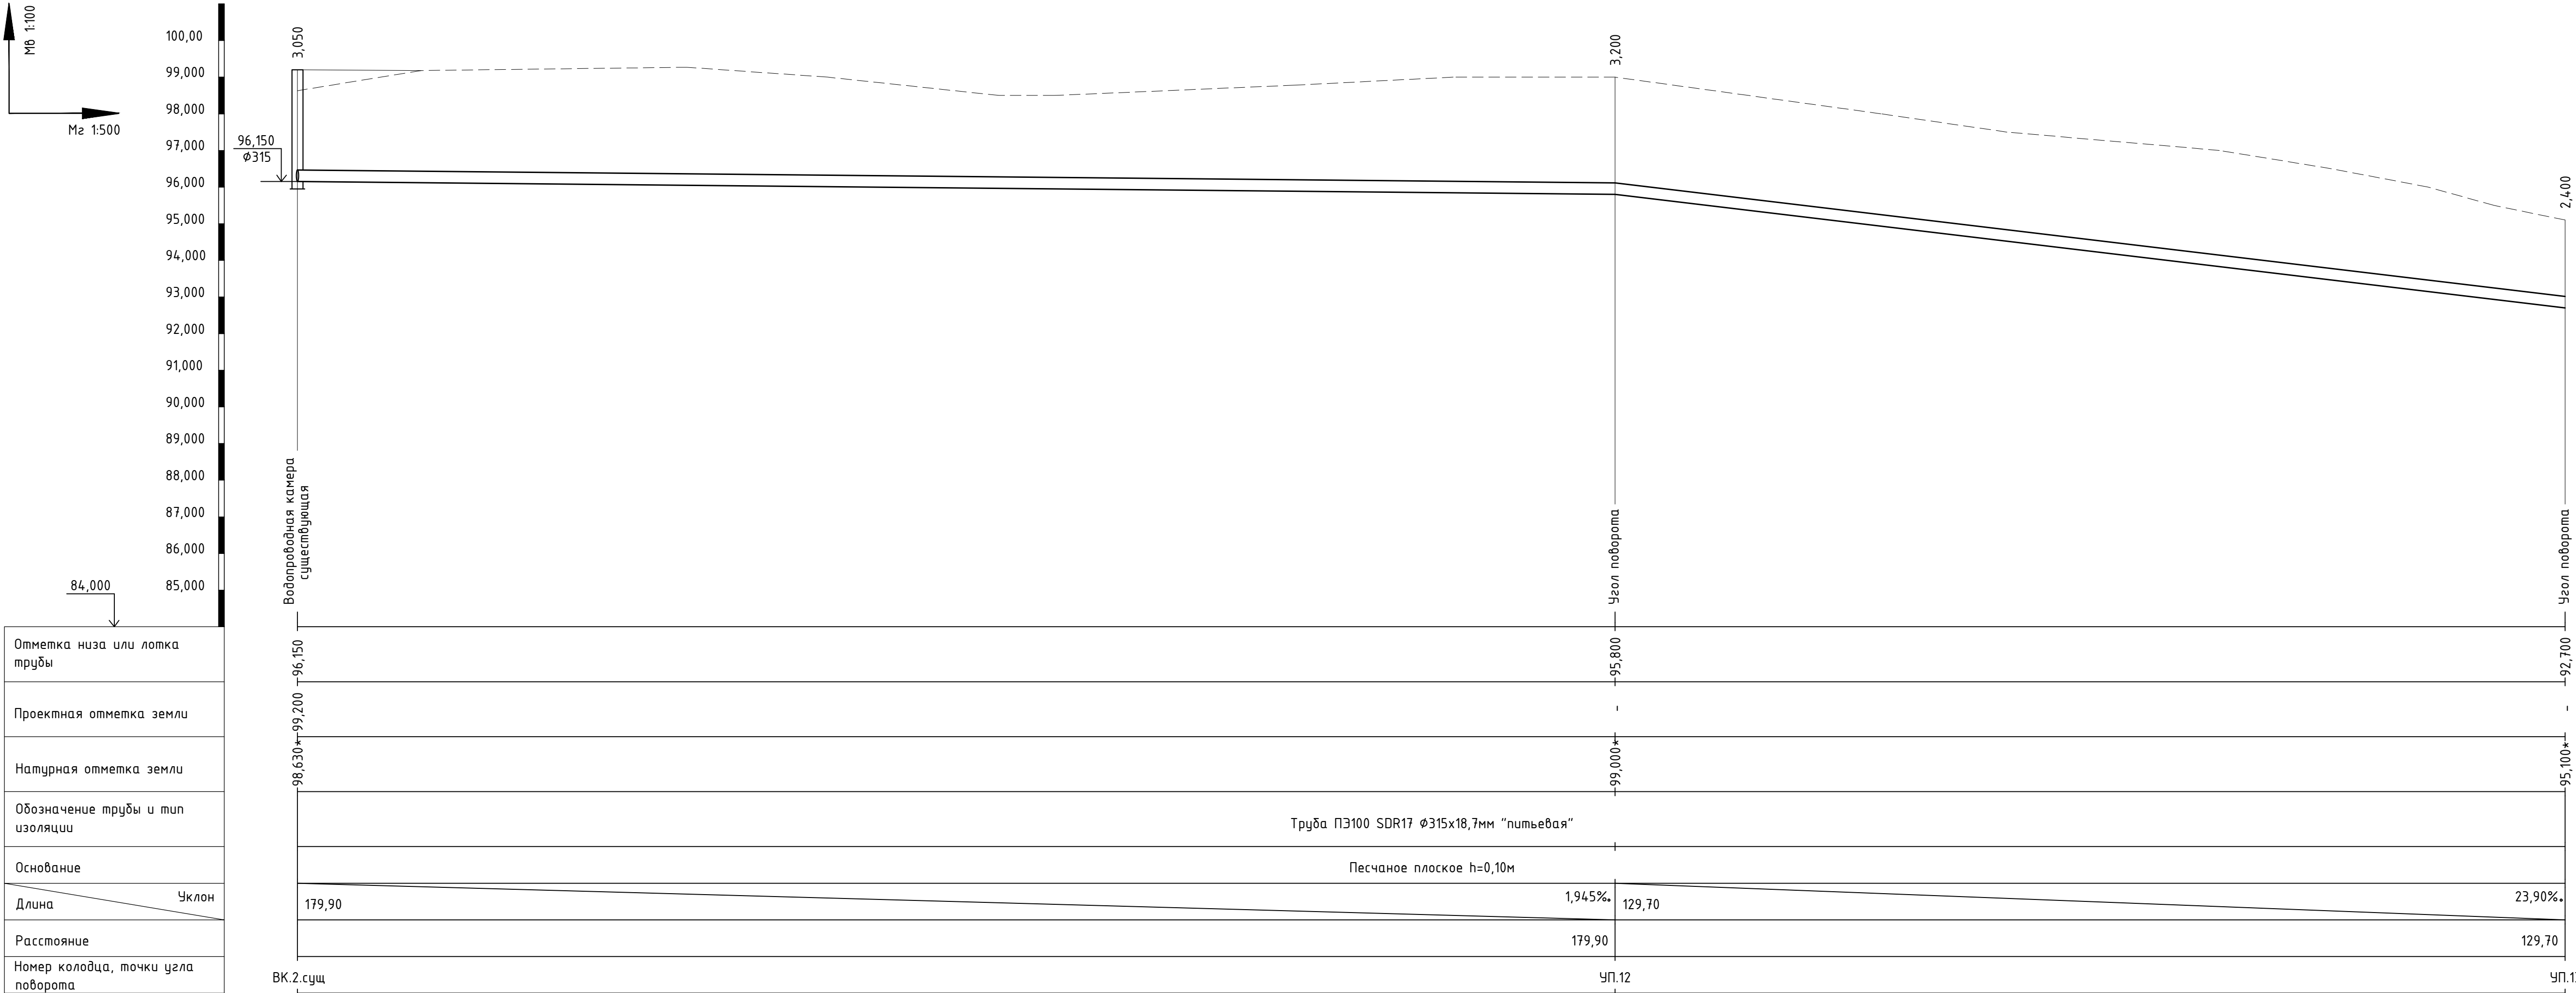 Мв 1:100
Мг 1:500
100,00
99,000
98,000
97,000
96,000
95,000
94,000
93,000
92,000
91,000
90,000
89,000
88,000
87,000
86,000
85,000
84,000
96,150
Ф315
3,050
3,200
2,400
Водопроводная камера
существующая
Угол поворота
Угол поворота
Отметка низа или лотка
трубы
96,150
95,800
92,700
Проектная отметка земли
99,200
-
-
Натурная отметка земли
98,630*
99,000*
95,100*
Обозначение трубы и тип
изоляции
Труба ПЭ100 SDR17 Ф315х18,7мм "питьевая"
Основание
Песчаное плоское h=0,10м
Уклон
Длина
179,90
1,945‰
129,70
23,90‰
Расстояние
179,90
129,70
Номер колодца, точки угла
поворота
ВК.2.сущ
УП.12